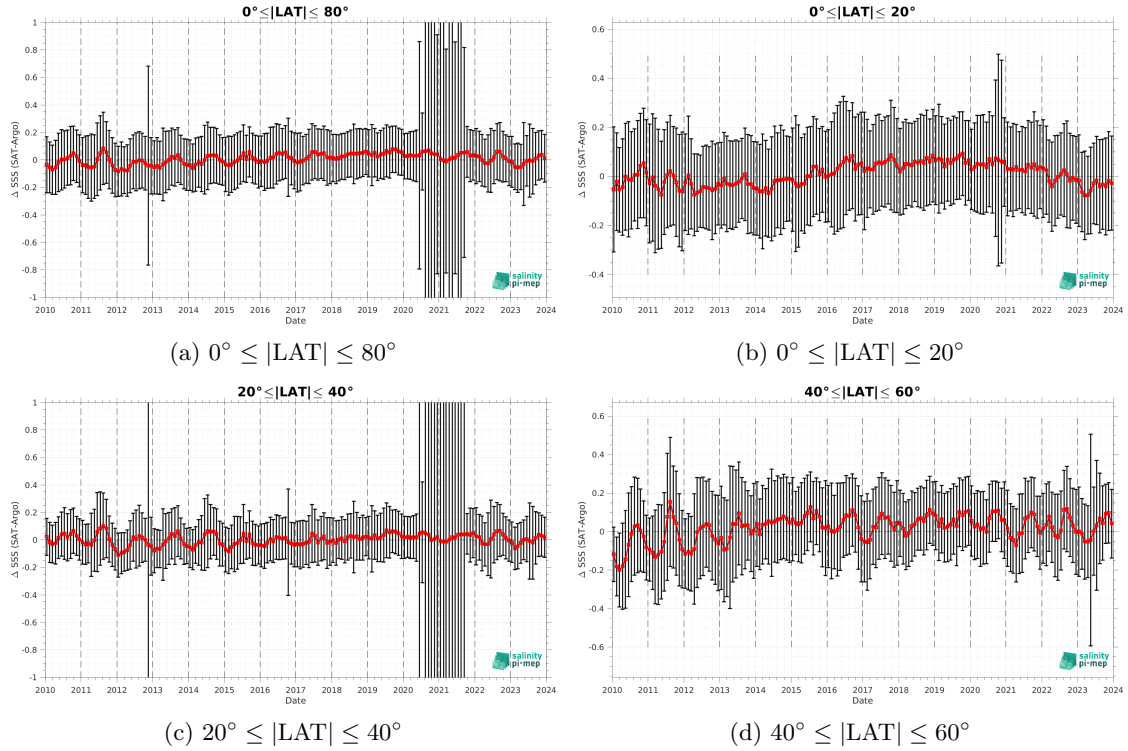 0°≤|LAT|≤ 80°
Δ SSS (SAT-Argo)
1
0.8
0.6
0.4
0.2
0
-0.2
-0.4
-0.6
-0.8
-1
2010 2011 2012 2013 2014 2015 2016 2017 2018 2019 2020 2021 2022 2023 2024
Date
salinity
pi-mep
(a) 0° ≤ |LAT| ≤ 80°
0°≤|LAT|≤ 20°
Δ SSS (SAT-Argo)
0.6
0.4
0.2
0
-0.2
-0.4
2010 2011 2012 2013 2014 2015 2016 2017 2018 2019 2020 2021 2022 2023 2024
Date
salinity
pi-mep
(b) 0° ≤ |LAT| ≤ 20°
20°≤|LAT|≤ 40°
Δ SSS (SAT-Argo)
1
0.8
0.6
0.4
0.2
0
-0.2
-0.4
-0.6
-0.8
-1
2010 2011 2012 2013 2014 2015 2016 2017 2018 2019 2020 2021 2022 2023 2024
Date
salinity
pi-mep
(c) 20° ≤ |LAT| ≤ 40°
40°≤|LAT|≤ 60°
Δ SSS (SAT-Argo)
0.6
0.4
0.2
0
-0.2
-0.4
-0.6
2010 2011 2012 2013 2014 2015 2016 2017 2018 2019 2020 2021 2022 2023 2024
Date
salinity
pi-mep
(d) 40° ≤ |LAT| ≤ 60°